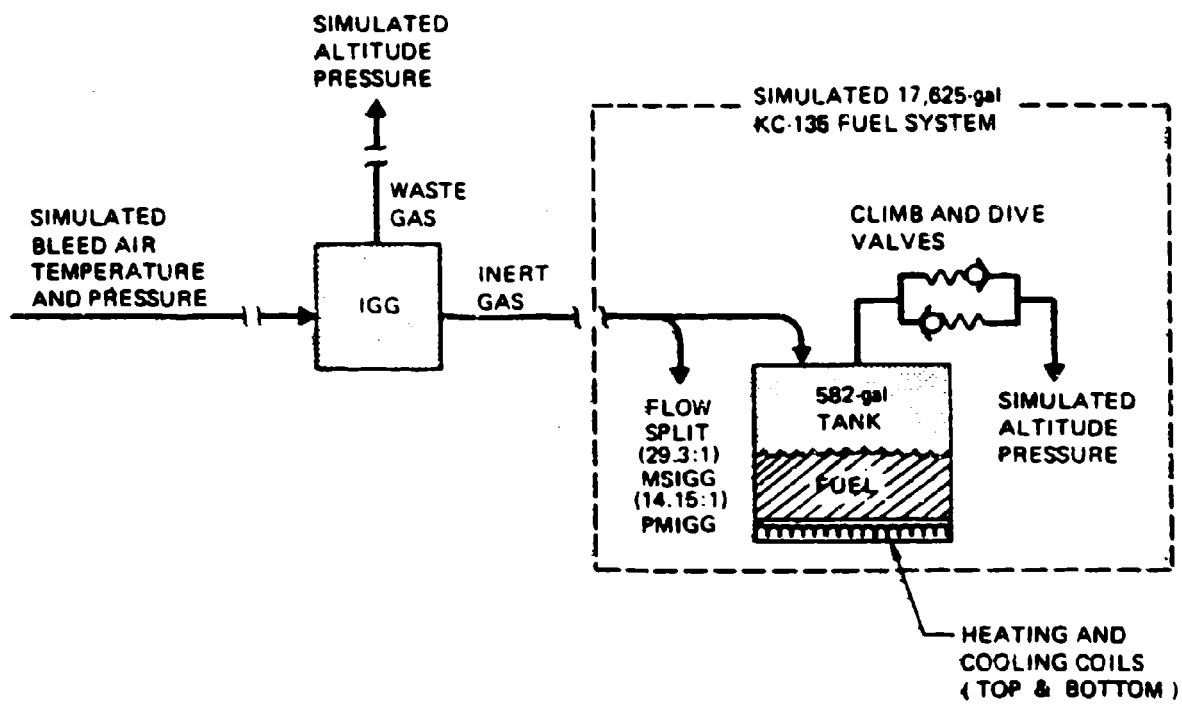 SIMULATED
ALTITUDE
PRESSURE
SIMULATED 17,625-gal
KC-135 FUEL SYSTEM
WASTE
GAS
SIMULATED
BLEED AIR
TEMPERATURE
AND PRESSURE
IGG
INERT
GAS
CLIMB AND DIVE
VALVES
FLOW
SPLIT
(29.3:1)
MSIGG
(14.15:1)
PMIGG
582-gal
TANK
FUEL
SIMULATED
ALTITUDE
PRESSURE
HEATING AND
COOLING COILS
(TOP & BOTTOM)